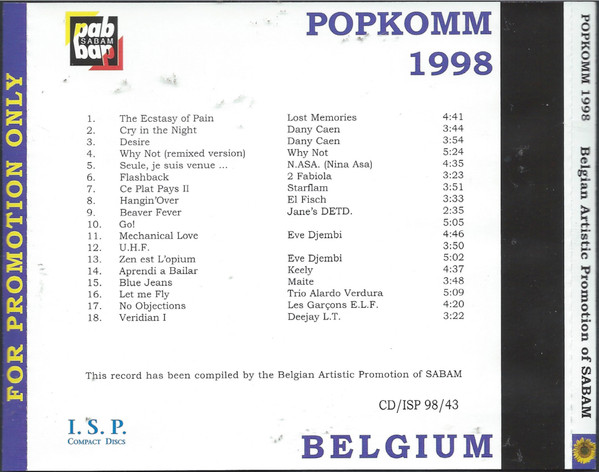 FOR PROMOTION ONLY
pab
SABAM
bap
POPKOMM
1998
1. The Ecstasy of Pain Lost Memories 4:41
2. Cry in the Night Dany Caen 3:44
3. Desire Dany Caen 3:54
4. Why Not (remixed version) Why Not 5:24
5. Seule, je suis venue ... N.ASA. (Nina Asa) 4:35
6. Flashback 2 Fabiola 3:23
7. Ce Plat Pays II Starflam 3:51
8. Hangin'Over El Fisch 3:33
9. Beaver Fever Jane's DETD. 2:35
10. Go! 5:05
11. Mechanical Love Eve Djembi 4:46
12. U.H.F. 3:50
13. Zen est L'opium Eve Djembi 5:02
14. Aprendi a Bailar Keely 4:37
15. Blue Jeans Maite 3:48
16. Let me Fly Trio Alardo Verdura 5:09
17. No Objections Les Garçons E.L.F. 4:20
18. Veridian I Deejay L.T. 3:22
This record has been compiled by the Belgian Artistic Promotion of SABAM
CD/ISP 98/43
I. S. P.
COMPACT DISCS
BELGIUM
POPKOMM 1998 Belgian Artistic Promotion of SABAM